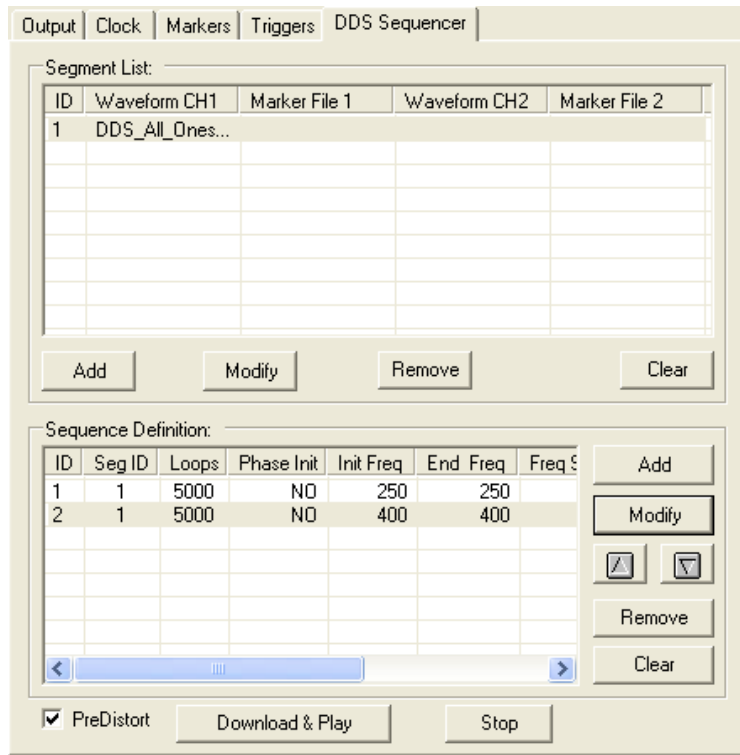 Output Clock Markers Triggers DDS Sequencer
Segment List:
ID Waveform CH1 Marker File 1 Waveform CH2 Marker File 2
1 DDS_All_Ones...
Add Modify Remove Clear
Sequence Definition:
ID Seg ID Loops Phase Init Init Freq End Freq Freq S
1 1 5000 NO 250 250
2 1 5000 NO 400 400
Add
Modify
Remove
Clear
PreDistort Download & Play Stop